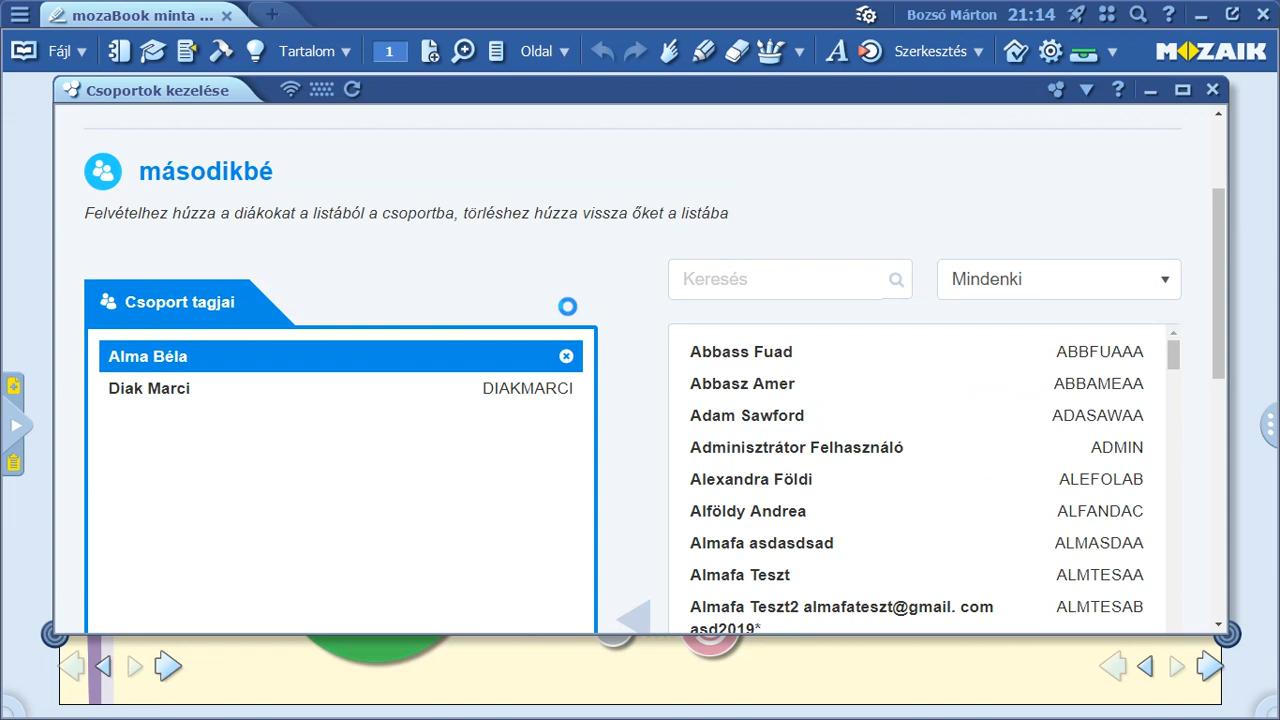 mozaBook minta ...
Bozsó Márton 21:14
Fájl
Tartalom
1
Oldal
A
Szerkesztés
MOZAIK
Csoportok kezelése
másodikbé
Felvételhez húzza a diákokat a listából a csoportba, törléshez húzza vissza őket a listába
Keresés
Mindenki
Csoport tagjai
Alma Béla
Diak Marci DIAKMARCI
Abbass Fuad ABBFUAAA
Abbasz Amer ABBAMEAA
Adam Sawford ADASAWAA
Adminisztrátor Felhasználó ADMIN
Alexandra Földi ALEFOLAB
Alföldy Andrea ALFANDAC
Almafa asdasdsad ALMASDAA
Almafa Teszt ALMTESAA
Almafa Teszt2 almafateszt@gmail. com ALMTESAB
asd2019*